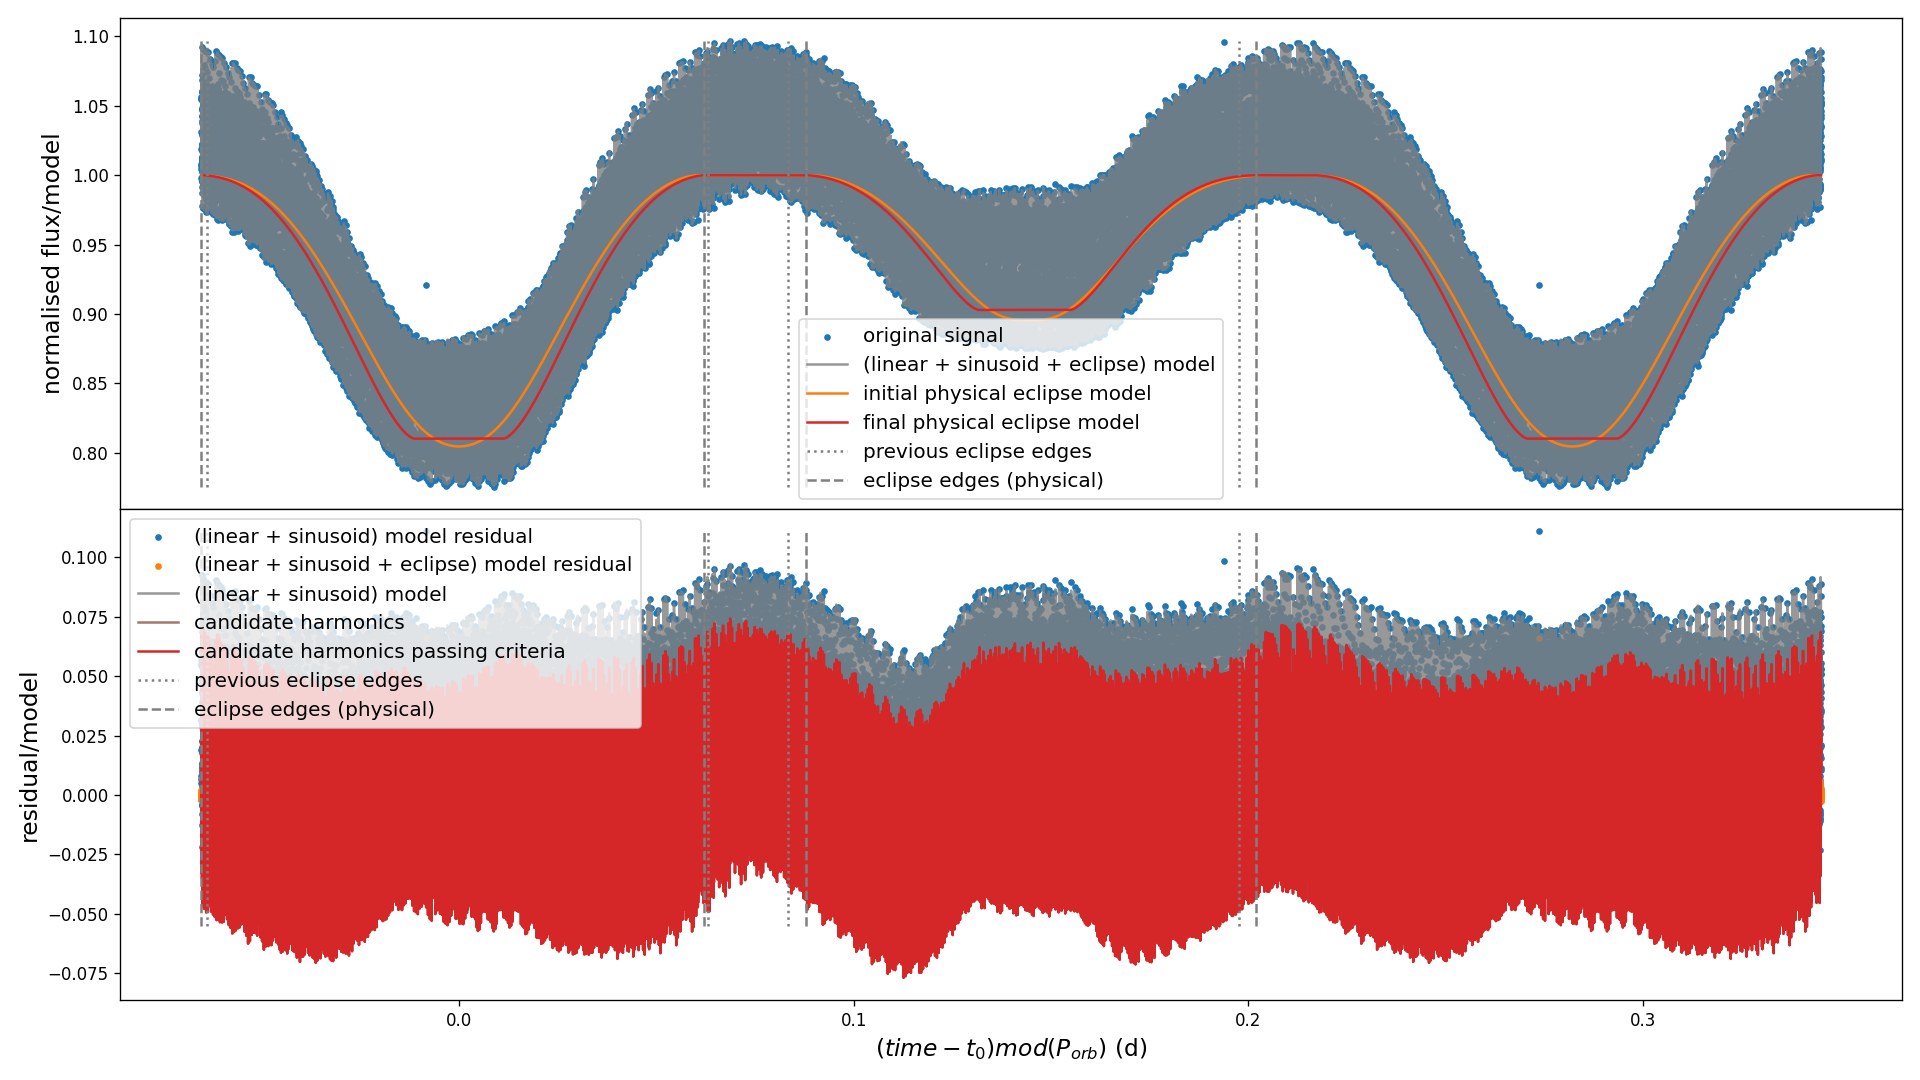 1.10
1.05
1.00
0.95
0.90
0.85
0.80
normalised flux/model
original signal
(linear + sinusoid + eclipse) model
initial physical eclipse model
final physical eclipse model
previous eclipse edges
eclipse edges (physical)
0.100
0.075
0.050
0.025
0.000
−0.025
−0.050
−0.075
residual/model
(linear + sinusoid) model residual
(linear + sinusoid + eclipse) model residual
(linear + sinusoid) model
candidate harmonics
candidate harmonics passing criteria
previous eclipse edges
eclipse edges (physical)
0.0 0.1 0.2 0.3
(time − t₀)mod(Pₒᵣᵦ) (d)